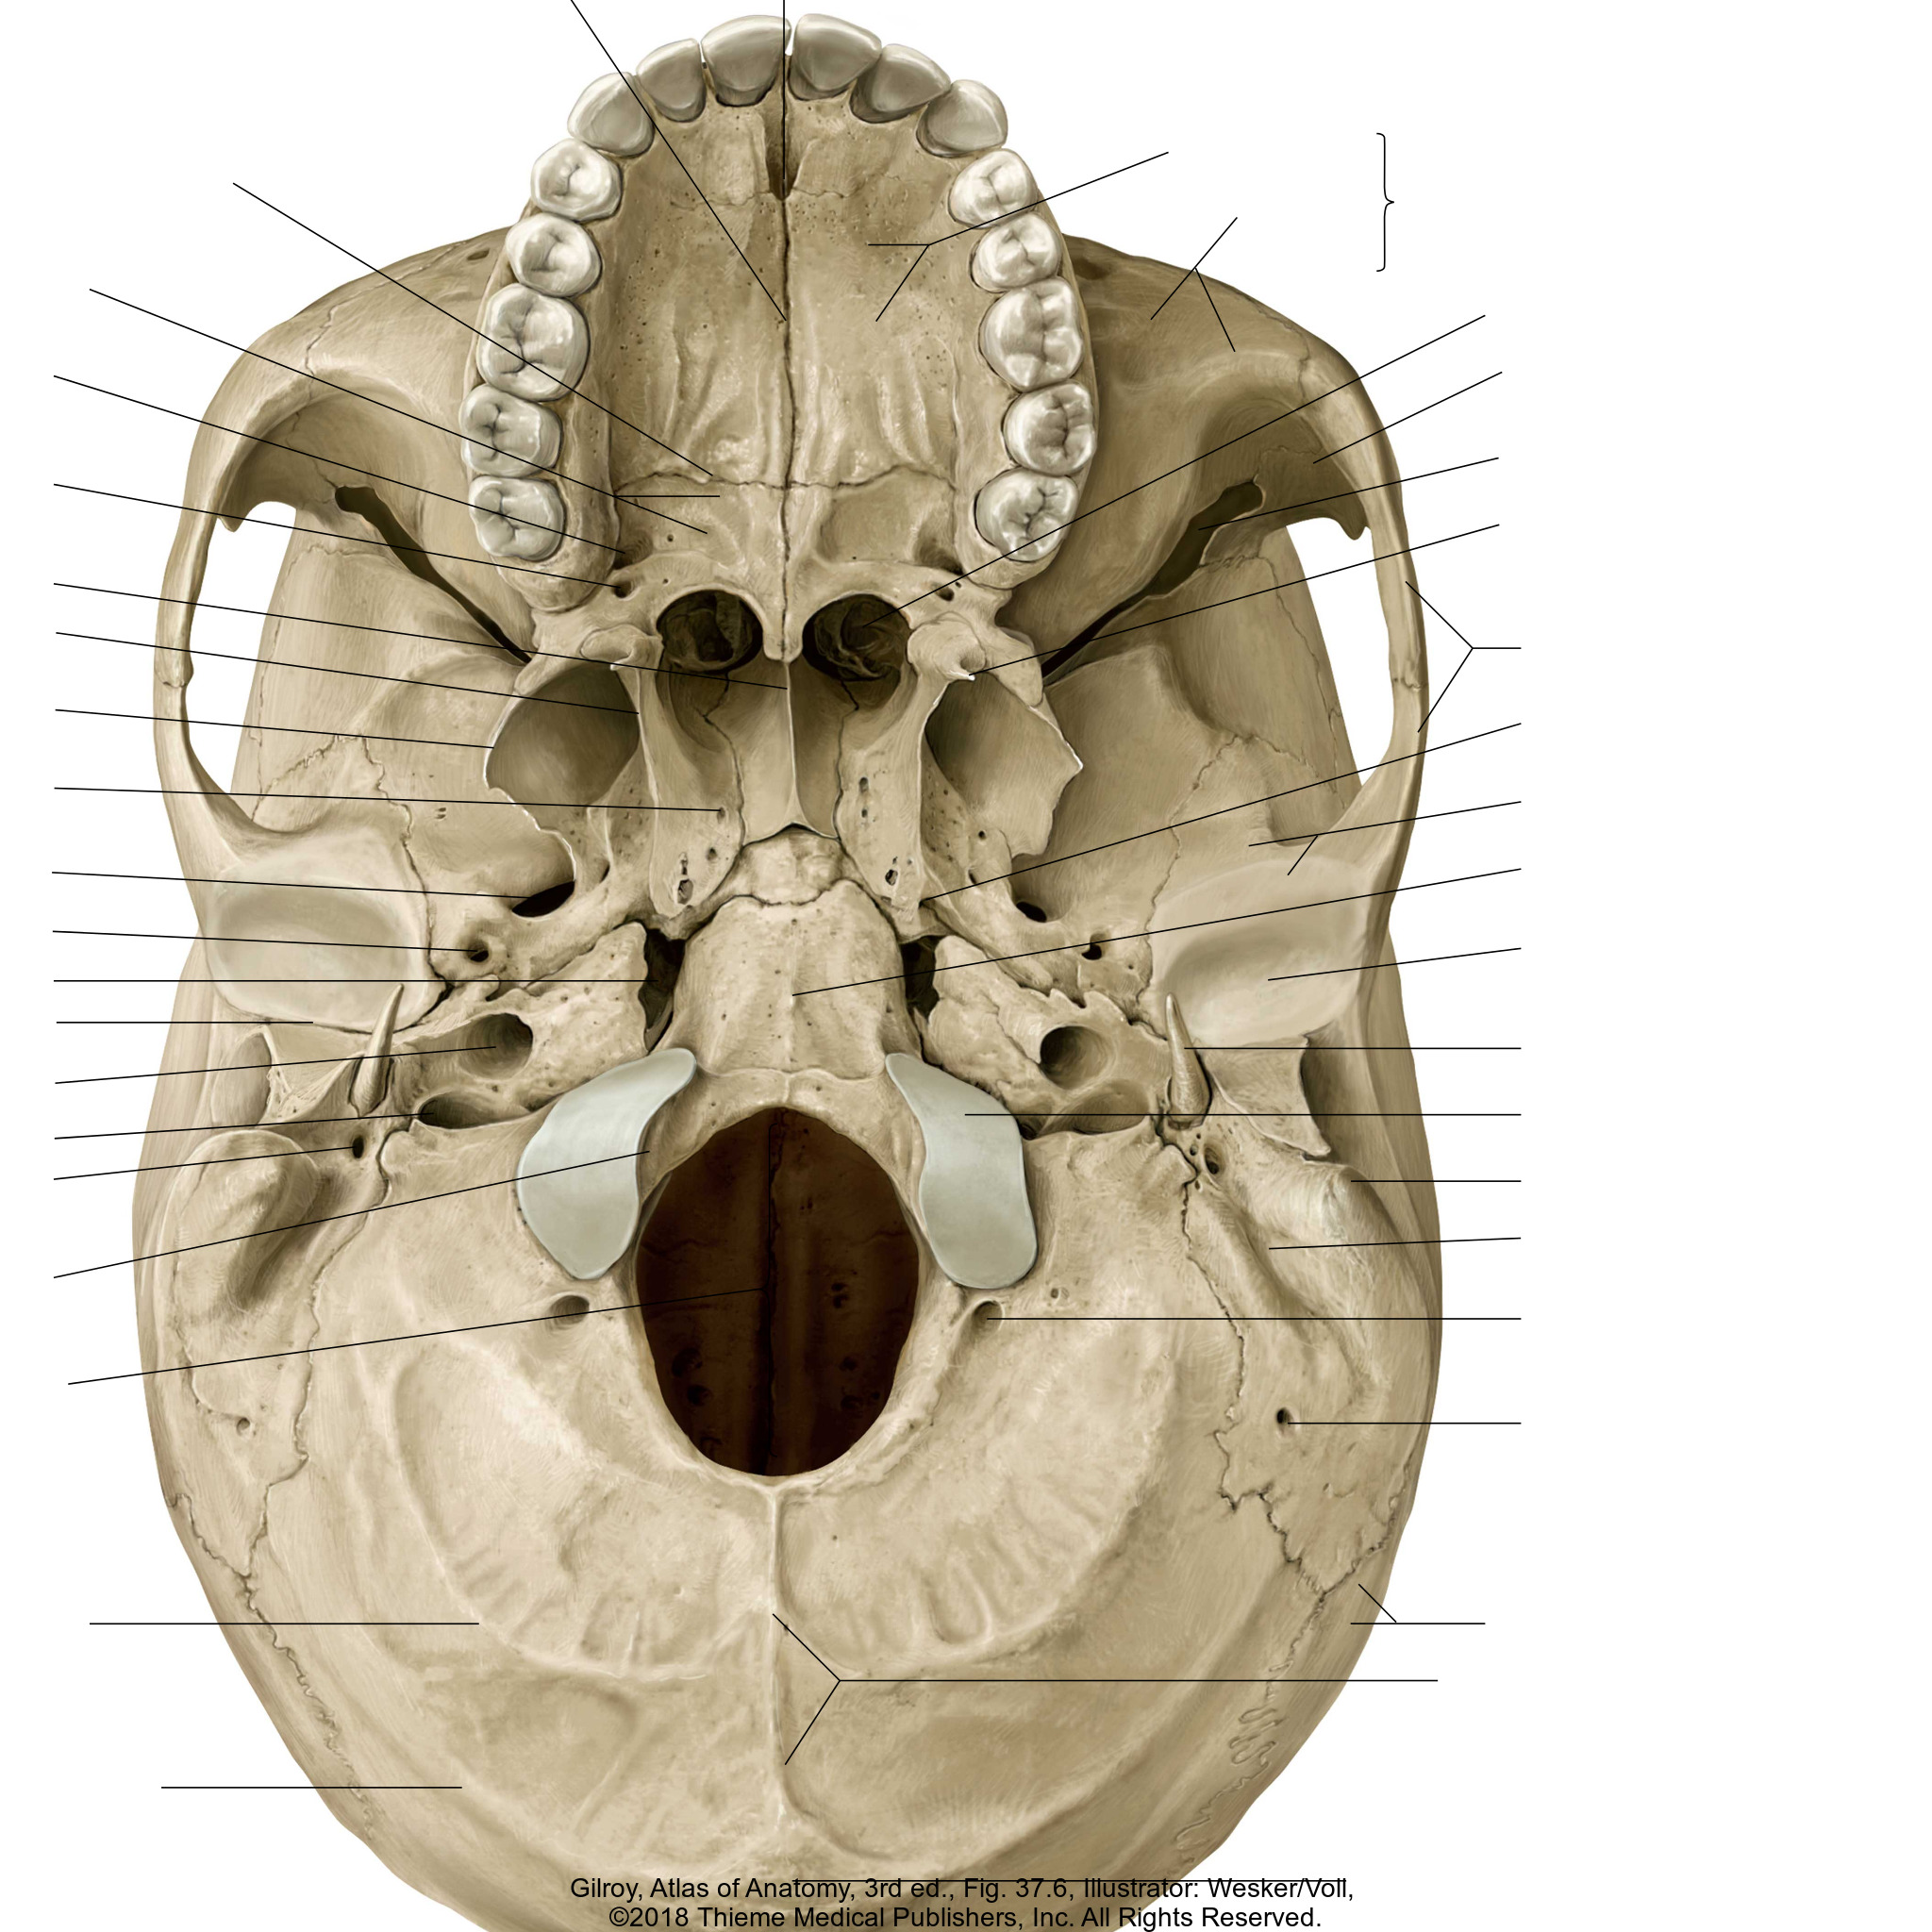 Gilroy, Atlas of Anatomy, 3rd ed., Fig. 37.6, Illustrator: Wesker/Voll,
©2018 Thieme Medical Publishers, Inc. All Rights Reserved.